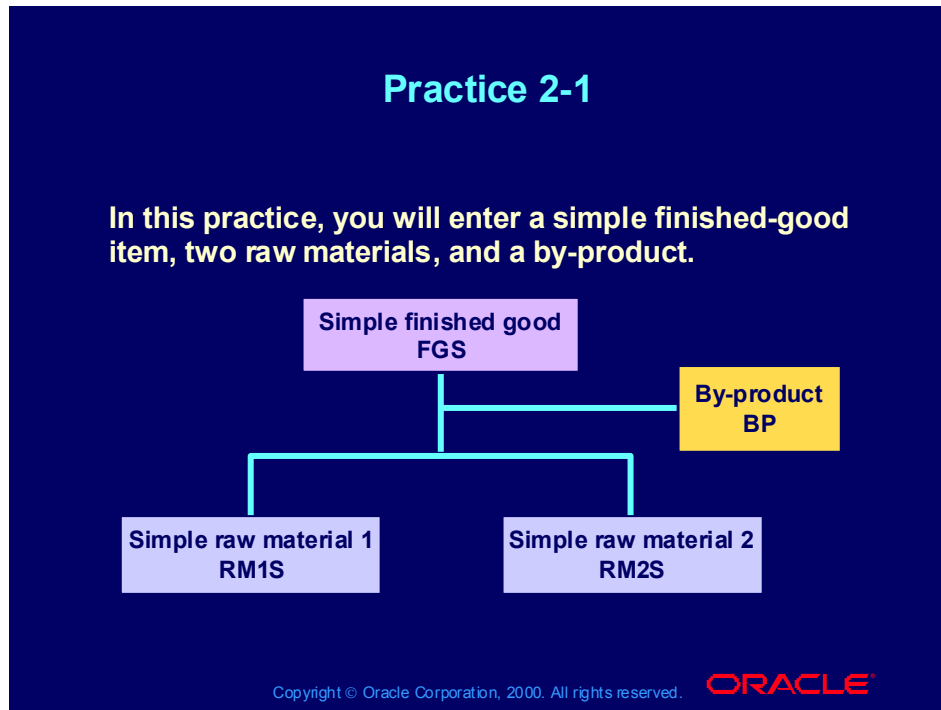 Practice 2-1
In this practice, you will enter a simple finished-good
item, two raw materials, and a by-product.
Simple finished good
FGS
By-product
BP
Simple raw material 1
RM1S
Simple raw material 2
RM2S
Copyright © Oracle Corporation, 2000. All rights reserved.
ORACLE®